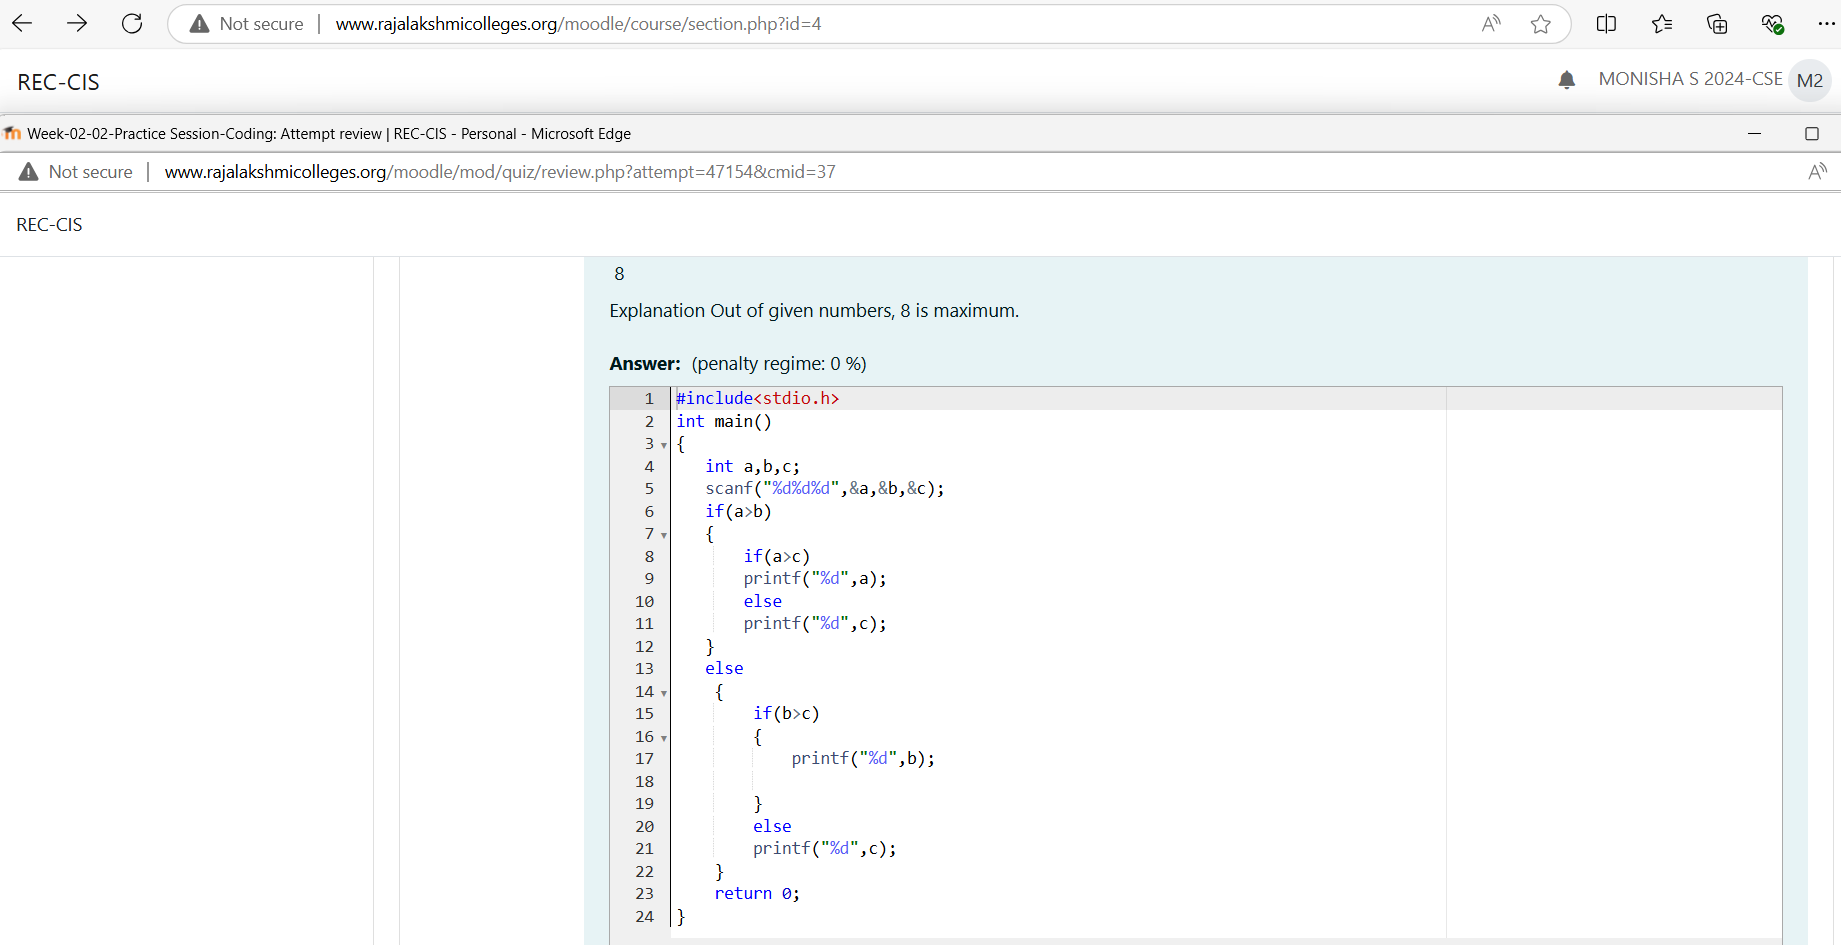 Not secure | www.rajalakshmicolleges.org/moodle/course/section.php?id=4
REC-CIS
MONISHA S 2024-CSE M2
Week-02-02-Practice Session-Coding: Attempt review | REC-CIS - Personal - Microsoft Edge
Not secure | www.rajalakshmicolleges.org/moodle/mod/quiz/review.php?attempt=47154&cmid=37
REC-CIS
8
Explanation Out of given numbers, 8 is maximum.
Answer: (penalty regime: 0 %)
1 #include<stdio.h>
2 int main()
3 {
4 int a,b,c;
5 scanf("%d%d%d",&a,&b,&c);
6 if(a>b)
7 {
8 if(a>c)
9 printf("%d",a);
10 else
11 printf("%d",c);
12 }
13 else
14 {
15 if(b>c)
16 {
17 printf("%d",b);
18
19 }
20 else
21 printf("%d",c);
22 }
23 return 0;
24 }